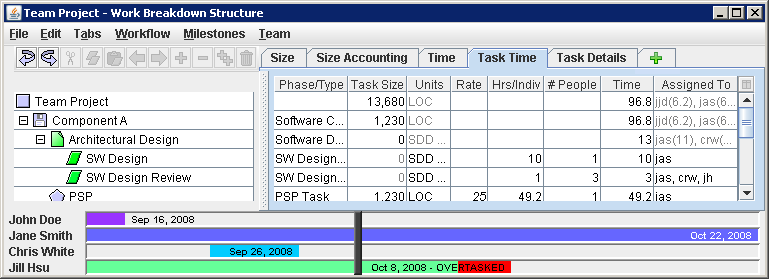 Team Project - Work Breakdown Structure
File Edit Tabs Workflow Milestones Team
Size Size Accounting Time Task Time Task Details
Phase/Type Task Size Units Rate Hrs/Indiv # People Time Assigned To
Team Project 13,680 LOC 96.8 jjd(6.2), jas(6...
Component A Software C... 1,230 LOC 96.8 jjd(6.2), jas(6...
Architectural Design Software D... 0 SDD ... 13 jas(11), crw(...
SW Design SW Design... 0 SDD ... 10 1 10 jas
SW Design Review SW Design... 0 SDD ... 1 3 3 jas, crw, jh
PSP PSP Task 1,230 LOC 25 49.2 1 49.2 jas
John Doe Sep 16, 2008
Jane Smith Oct 22, 2008
Chris White Sep 26, 2008
Jill Hsu Oct 8, 2008 - OVERTASKED